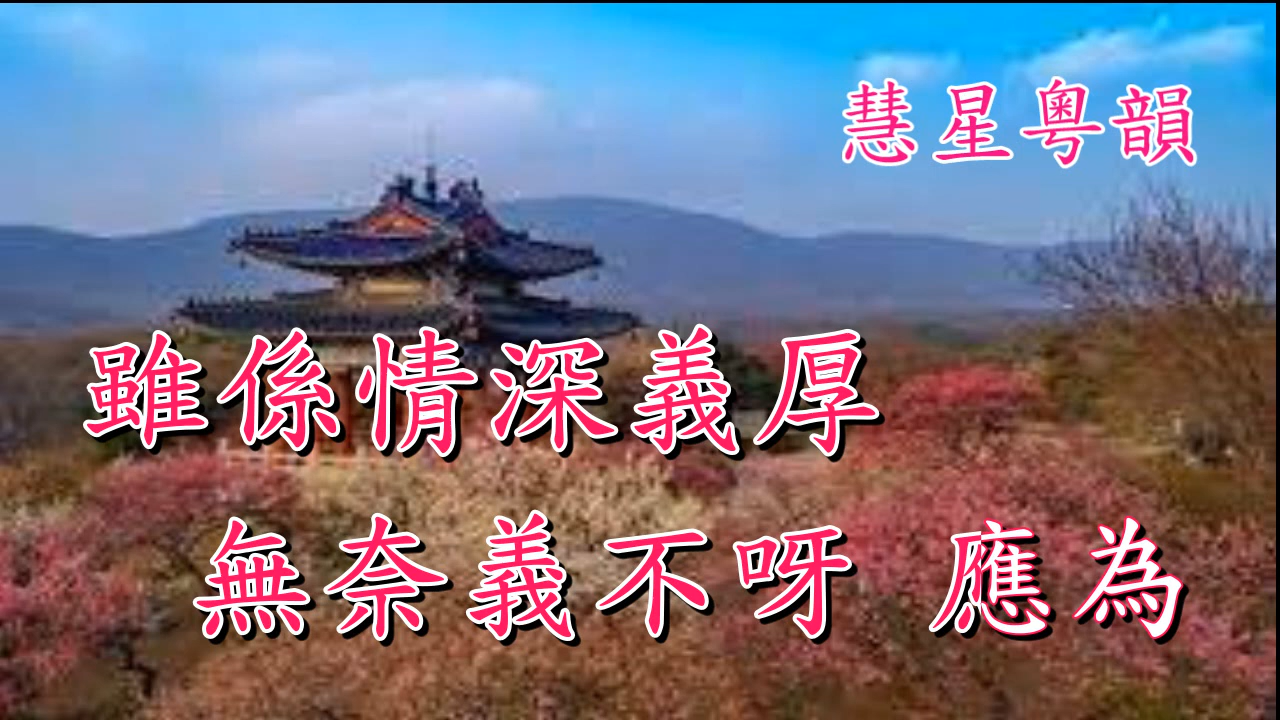 慧星粵韻
雖係情深義厚
無奈義不呀 應為